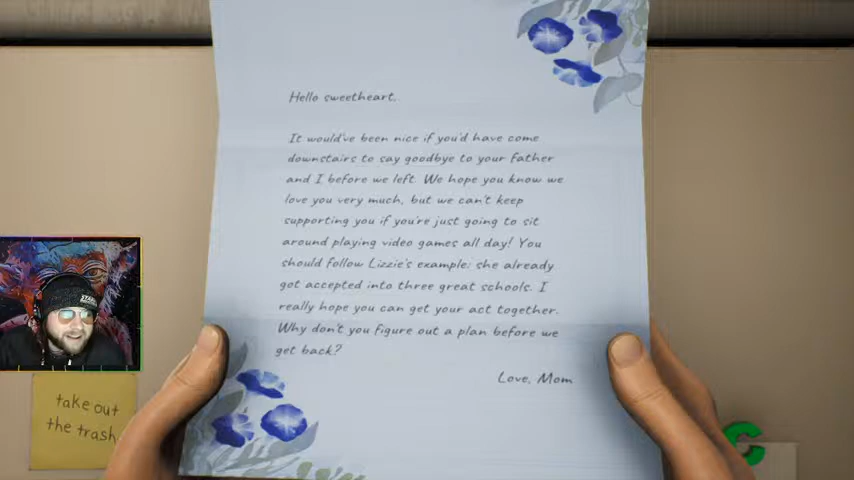 Hello sweetheart,
It would've been nice if you'd have come
downstairs to say goodbye to your father
and I before we left. We hope you know we
love you very much, but we can't keep
supporting you if you're just going to sit
around playing video games all day! You
should follow Lizzie's example: she already
got accepted into three great schools. I
really hope you can get your act together.
Why don't you figure out a plan before we
get back?
Love, Mom
take out
the trash
C